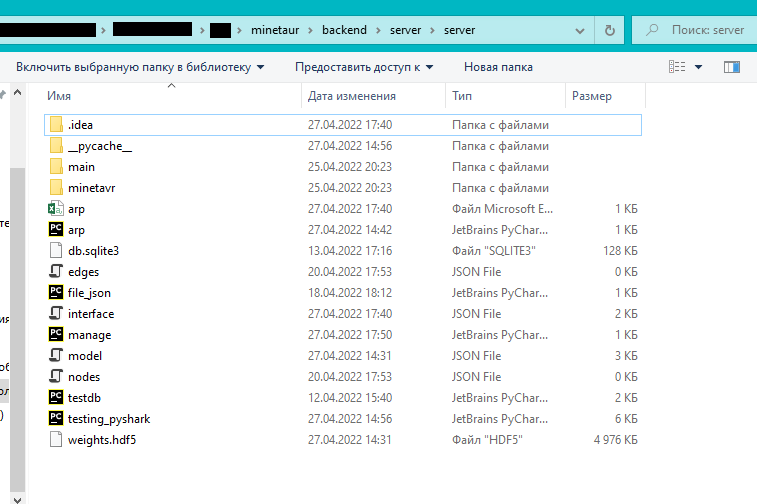 minetaur > backend > server > server Поиск: server
Включить выбранную папку в библиотеку Предоставить доступ к Новая папка
Имя Дата изменения Тип Размер
.idea 27.04.2022 17:40 Папка с файлами
__pycache__ 27.04.2022 14:56 Папка с файлами
main 25.04.2022 20:23 Папка с файлами
minetavr 25.04.2022 20:23 Папка с файлами
arp 27.04.2022 17:40 Файл Microsoft E... 1 КБ
arp 27.04.2022 14:42 JetBrains PyChar... 1 КБ
db.sqlite3 13.04.2022 17:16 Файл "SQLITE3" 128 КБ
edges 20.04.2022 17:53 JSON File 0 КБ
file_json 18.04.2022 18:12 JetBrains PyChar... 1 КБ
interface 27.04.2022 17:40 JSON File 2 КБ
manage 27.04.2022 17:50 JetBrains PyChar... 1 КБ
model 27.04.2022 14:31 JSON File 3 КБ
nodes 20.04.2022 17:53 JSON File 0 КБ
testdb 12.04.2022 15:40 JetBrains PyChar... 2 КБ
testing_pyshark 27.04.2022 14:56 JetBrains PyChar... 6 КБ
weights.hdf5 27.04.2022 14:31 Файл "HDF5" 4 976 КБ